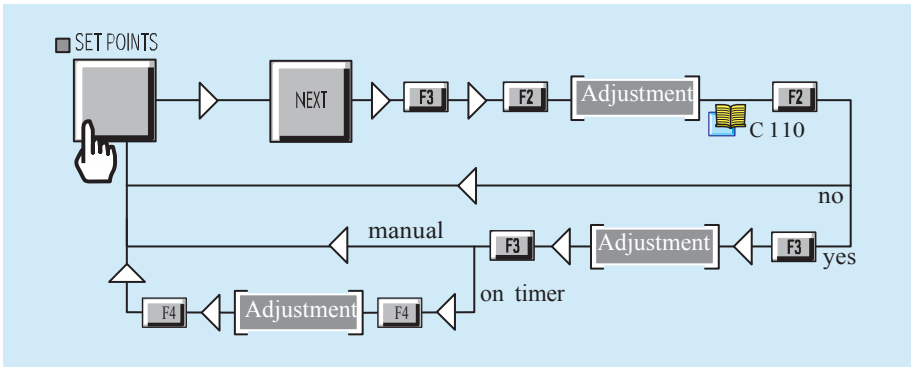 SET POINTS
NEXT
F3
F2
Adjustment
F2
C 110
no
manual
F3
Adjustment
F3
yes
on timer
F4
Adjustment
F4